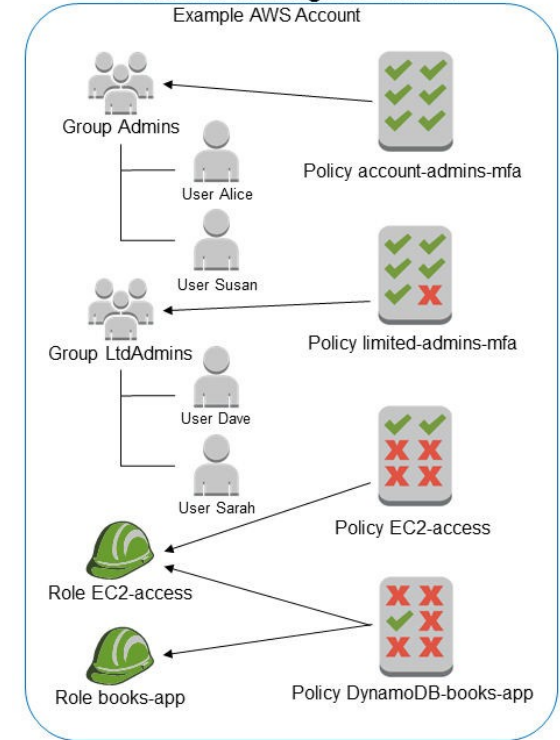 Example AWS Account
Group Admins
Policy account-admins-mfa
User Alice
User Susan
Group LtdAdmins
Policy limited-admins-mfa
User Dave
User Sarah
Policy EC2-access
Role EC2-access
Role books-app
Policy DynamoDB-books-app